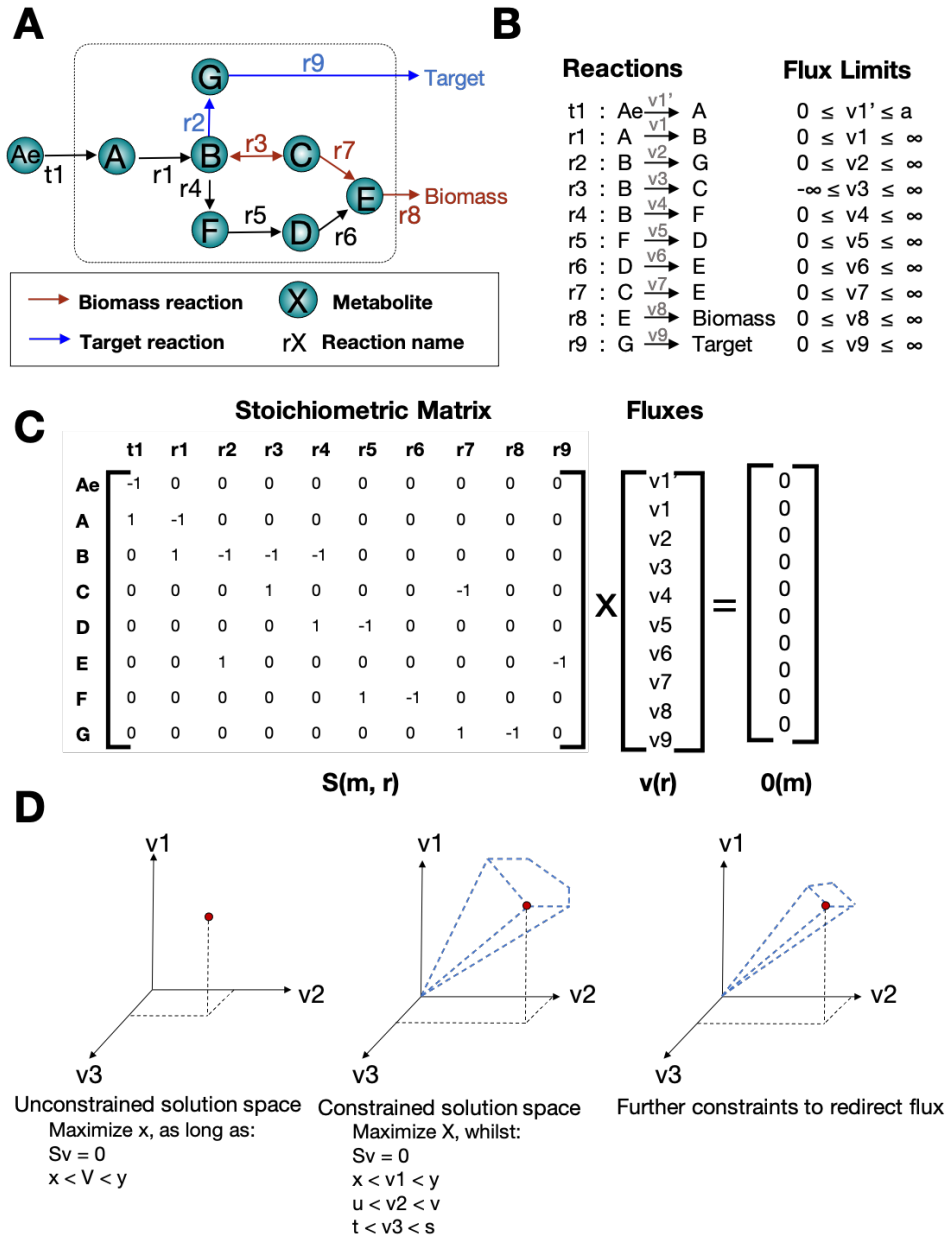 A
G
r9
Target
r2
Ae
t1
A
r1
B
r3
C
r7
r4
E
Biomass
r8
F
r5
D
r6
Biomass reaction
X
Metabolite
Target reaction
rX
Reaction name
B
Reactions
Flux Limits
t1 : Ae v1’ A 0 ≤ v1’ ≤ a
r1 : A v1 B 0 ≤ v1 ≤ ∞
r2 : B v2 G 0 ≤ v2 ≤ ∞
r3 : B v3 C -∞ ≤ v3 ≤ ∞
r4 : B v4 F 0 ≤ v4 ≤ ∞
r5 : F v5 D 0 ≤ v5 ≤ ∞
r6 : D v6 E 0 ≤ v6 ≤ ∞
r7 : C v7 E 0 ≤ v7 ≤ ∞
r8 : E v8 Biomass 0 ≤ v8 ≤ ∞
r9 : G v9 Target 0 ≤ v9 ≤ ∞
C
Stoichiometric Matrix
Fluxes
t1 r1 r2 r3 r4 r5 r6 r7 r8 r9
Ae -1 0 0 0 0 0 0 0 0 0
A 1 -1 0 0 0 0 0 0 0 0
B 0 1 -1 -1 -1 0 0 0 0 0
C 0 0 0 1 0 0 0 -1 0 0
D 0 0 0 0 1 -1 0 0 0 0
E 0 0 1 0 0 0 0 0 0 -1
F 0 0 0 0 0 1 -1 0 0 0
G 0 0 0 0 0 0 0 1 -1 0
X
v1’
v1
v2
v3
v4
v5
v6
v7
v8
v9
=
0
0
0
0
0
0
0
0
0
0
S(m, r)
v(r)
0(m)
D
v1
v2
v3
Unconstrained solution space
Maximize x, as long as:
Sv = 0
x < V < y
v1
v2
v3
Constrained solution space
Maximize X, whilst:
Sv = 0
x < v1 < y
u < v2 < v
t < v3 < s
v1
v2
v3
Further constraints to redirect flux